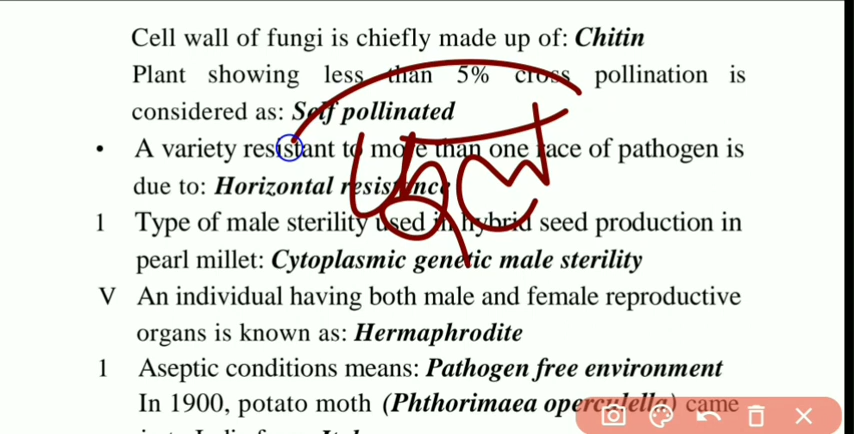 Cell wall of fungi is chiefly made up of: Chitin
Plant showing less than 5% cross pollination is
considered as: Self pollinated
• A variety resistant to more than one race of pathogen is
due to: Horizontal resistance
1 Type of male sterility used in hybrid seed production in
pearl millet: Cytoplasmic genetic male sterility
V An individual having both male and female reproductive
organs is known as: Hermaphrodite
1 Aseptic conditions means: Pathogen free environment
In 1900, potato moth (Phthorimaea operculella) came